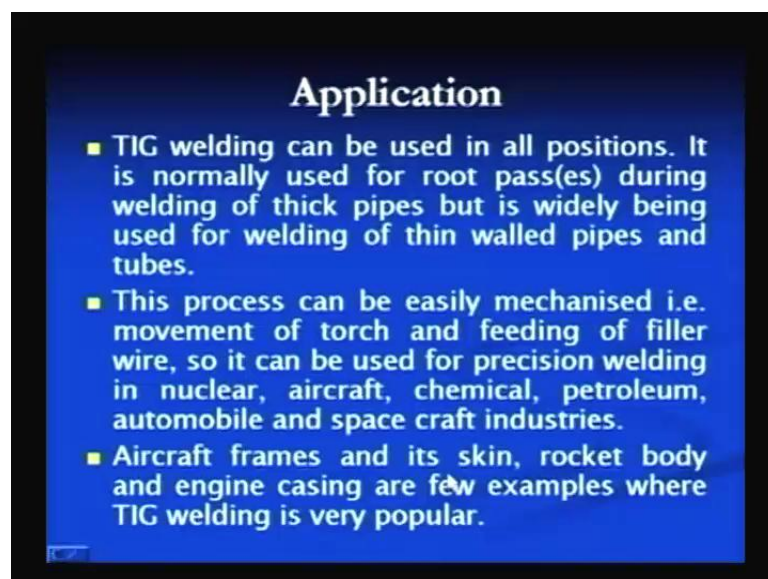 Application
TIG welding can be used in all positions. It
is normally used for root pass(es) during
welding of thick pipes but is widely being
used for welding of thin walled pipes and
tubes.
This process can be easily mechanised i.e.
movement of torch and feeding of filler
wire, so it can be used for precision welding
in nuclear, aircraft, chemical, petroleum,
automobile and space craft industries.
Aircraft frames and its skin, rocket body
and engine casing are few examples where
TIG welding is very popular.